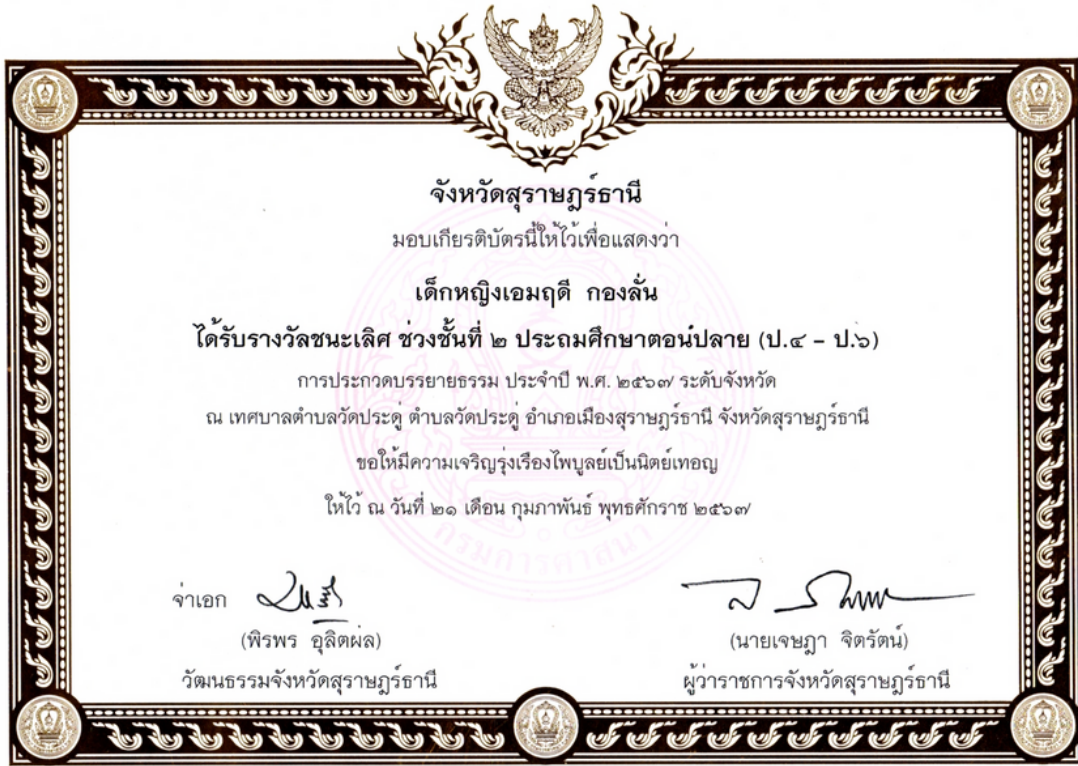 จังหวัดสุราษฎร์ธานี
มอบเกียรติบัตรนี้ให้ไว้เพื่อแสดงว่า
เด็กหญิงเอมฤดี กองลั่น
ได้รับรางวัลชนะเลิศ ช่วงชั้นที่ ๒ ประถมศึกษาตอนปลาย (ป.๔ - ป.๖)
การประกวดบรรยายธรรม ประจำปี พ.ศ. ๒๕๖๗ ระดับจังหวัด
ณ เทศบาลตำบลวัดประดู่ ตำบลวัดประดู่ อำเภอเมืองสุราษฎร์ธานี จังหวัดสุราษฎร์ธานี
ขอให้มีความเจริญรุ่งเรืองไพบูลย์เป็นนิตย์เทอญ
ให้ไว้ ณ วันที่ ๒๑ เดือน กุมภาพันธ์ พุทธศักราช ๒๕๖๗
กรมการศาสนา
จ่าเอก
(พิรพร อุลิตผล)
วัฒนธรรมจังหวัดสุราษฎร์ธานี
(นายเจษฎา จิตรัตน์)
ผู้ว่าราชการจังหวัดสุราษฎร์ธานี